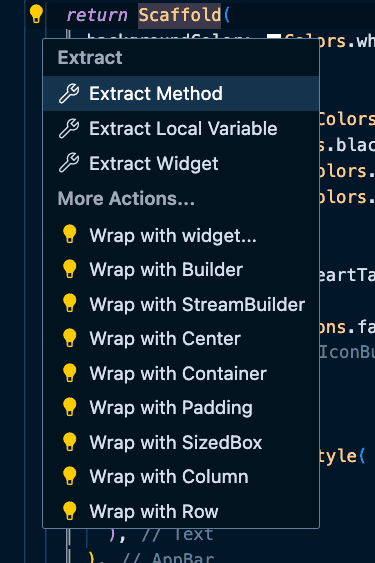 return Scaffold(
Colors.wh
Extract
Extract Method
Colors
Extract Local Variable
s.blac
Extract Widget
olors.
olors.
More Actions...
Wrap with widget...
Wrap with Builder
eartTa
Wrap with StreamBuilder
ons.fa
Wrap with Center
IconBu
Wrap with Container
Wrap with Padding
Wrap with SizedBox
tyle(
Wrap with Column
Wrap with Row
), // Text
), // AppBar